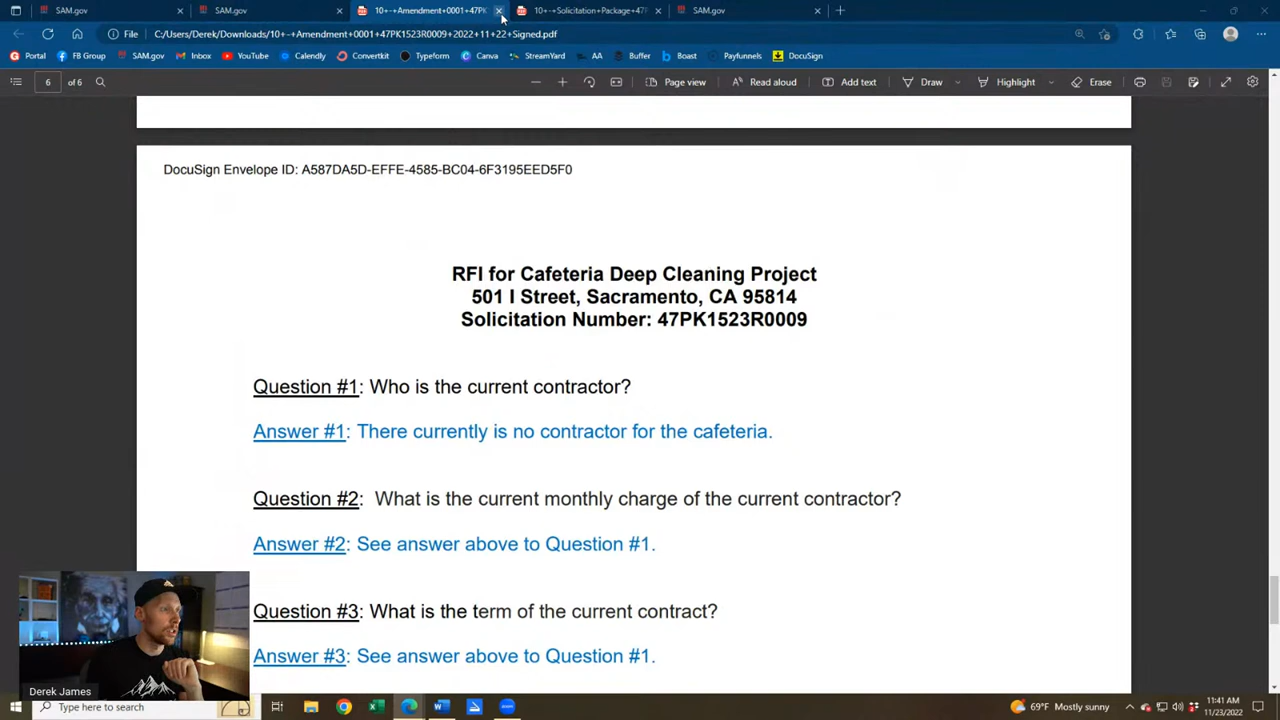 SAM.gov
SAM.gov
10+-+Amendment+0001+47PK
10+-+Solicitation+Package+47
SAM.gov
File
C:/Users/Derek/Downloads/10+-+Amendment+0001+47PK1523R0009+2022+11+22+Signed.pdf
Portal
FB Group
SAM.gov
Inbox
YouTube
Calendly
Convertkit
Typeform
Canva
StreamYard
AA
Buffer
Boast
Payfunnels
DocuSign
6 of 6
Page view
Read aloud
Add text
Draw
Highlight
Erase
DocuSign Envelope ID: A587DA5D-EFFE-4585-BC04-6F3195EED5F0
RFI for Cafeteria Deep Cleaning Project
501 I Street, Sacramento, CA 95814
Solicitation Number: 47PK1523R0009
Question #1: Who is the current contractor?
Answer #1: There currently is no contractor for the cafeteria.
Question #2: What is the current monthly charge of the current contractor?
Answer #2: See answer above to Question #1.
Question #3: What is the term of the current contract?
Answer #3: See answer above to Question #1.
Derek James
Type here to search
69°F Mostly sunny
11:41 AM
11/23/2022